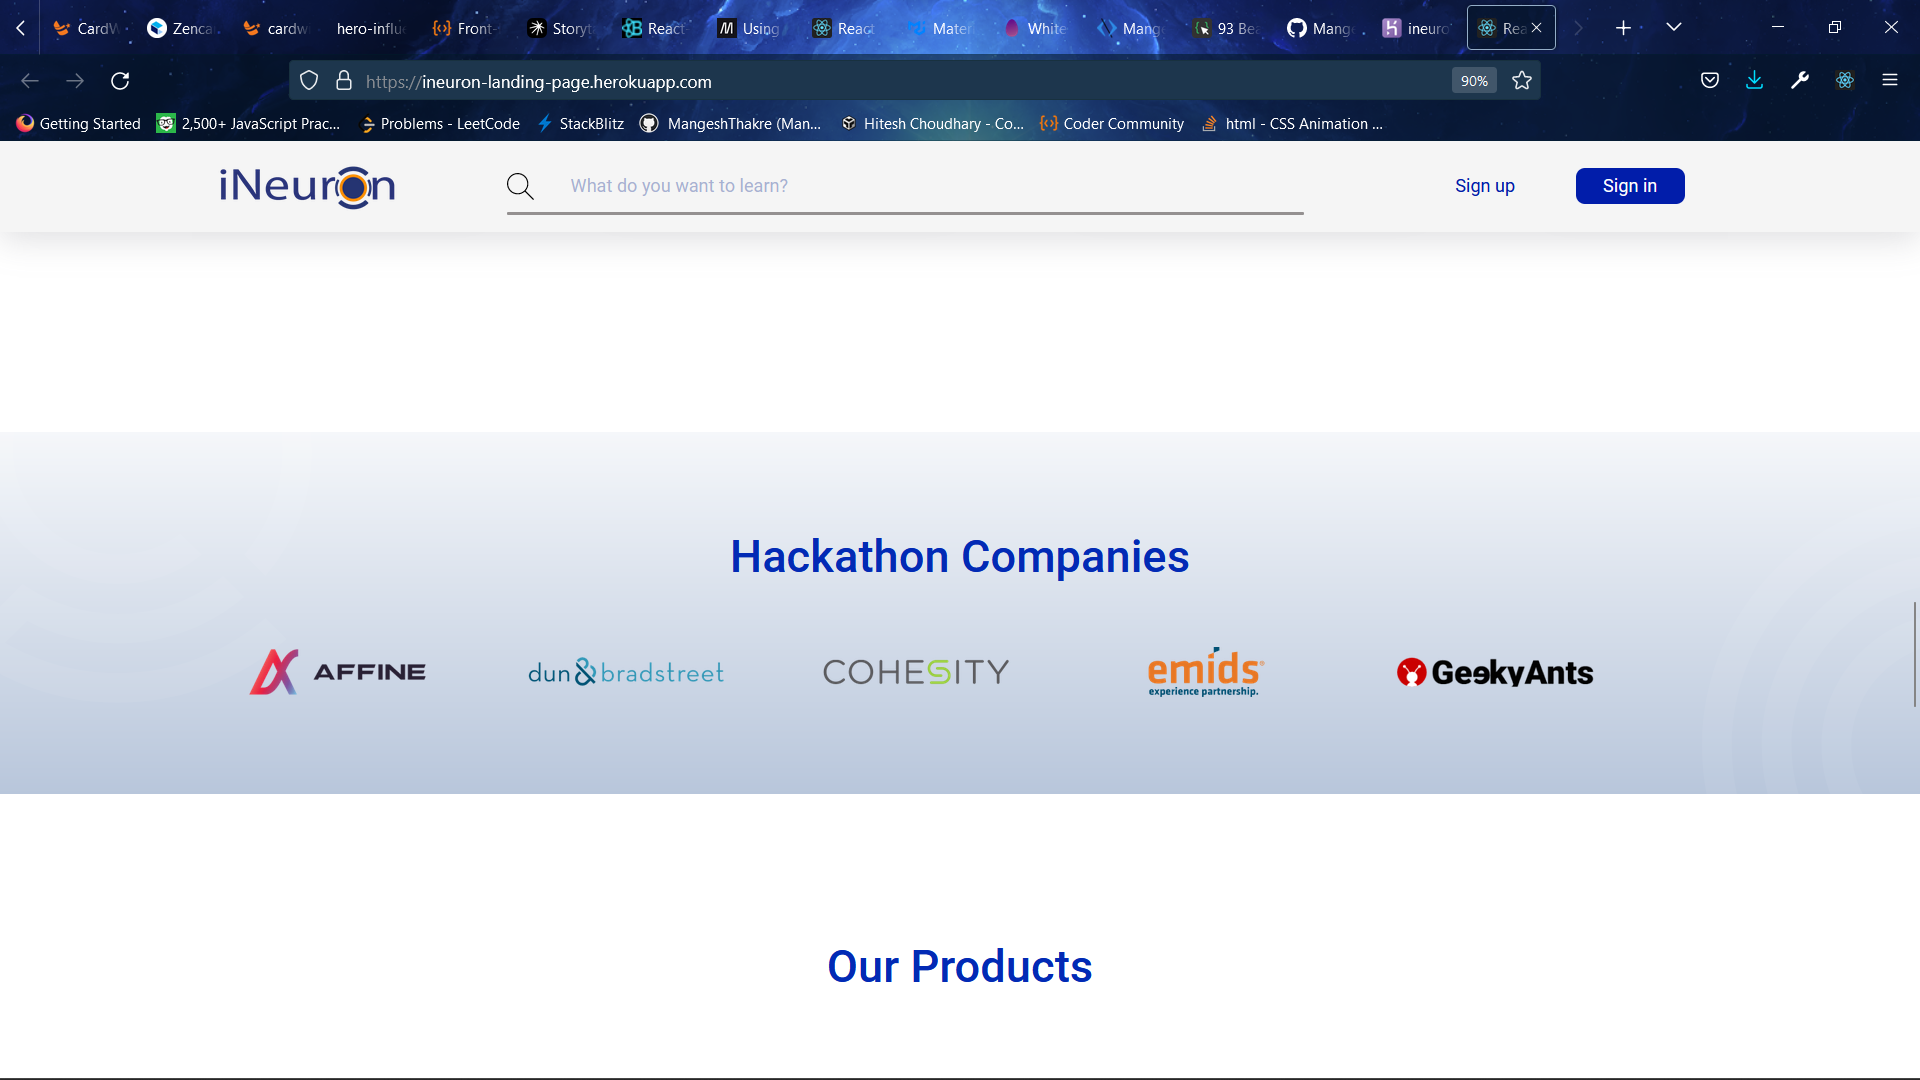 CardW Zenca cardw hero-influ Front- Storyt React- Using React Mater White Mang 93 Bea Mange ineuro Rea
https://ineuron-landing-page.herokuapp.com 90%
Getting Started 2,500+ JavaScript Prac... Problems - LeetCode StackBlitz MangeshThakre (Man... Hitesh Choudhary - Co... Coder Community html - CSS Animation ...
iNeuron What do you want to learn? Sign up Sign in
Hackathon Companies
AFFINE dun&bradstreet COHESITY emids® GeekyAnts
experience partnership.
Our Products